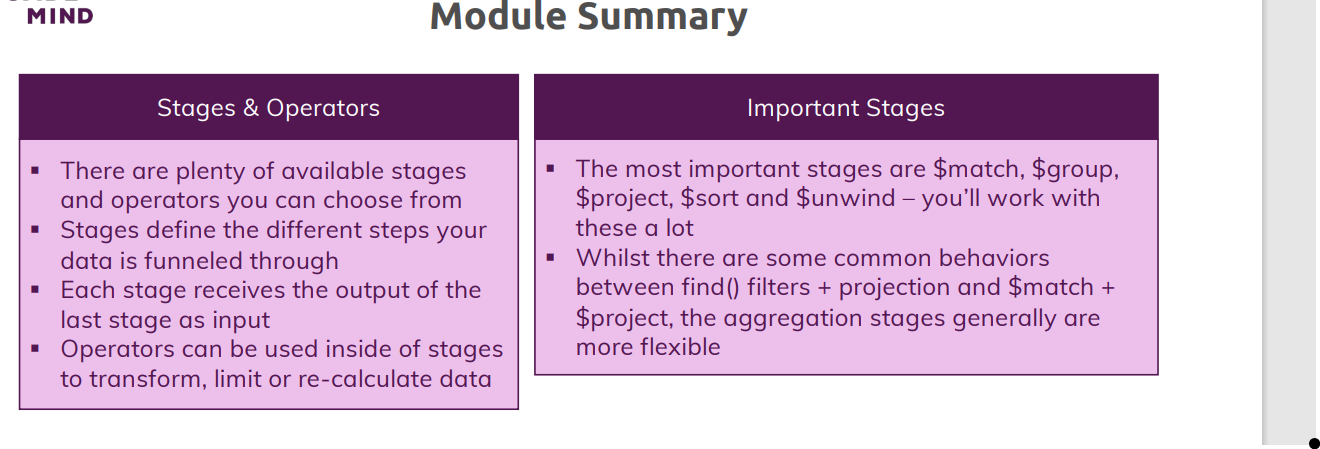 MIND
Module Summary
Stages & Operators
▪ There are plenty of available stages
and operators you can choose from
▪ Stages define the different steps your
data is funneled through
▪ Each stage receives the output of the
last stage as input
▪ Operators can be used inside of stages
to transform, limit or re-calculate data
Important Stages
▪ The most important stages are $match, $group,
$project, $sort and $unwind – you’ll work with
these a lot
▪ Whilst there are some common behaviors
between find() filters + projection and $match +
$project, the aggregation stages generally are
more flexible